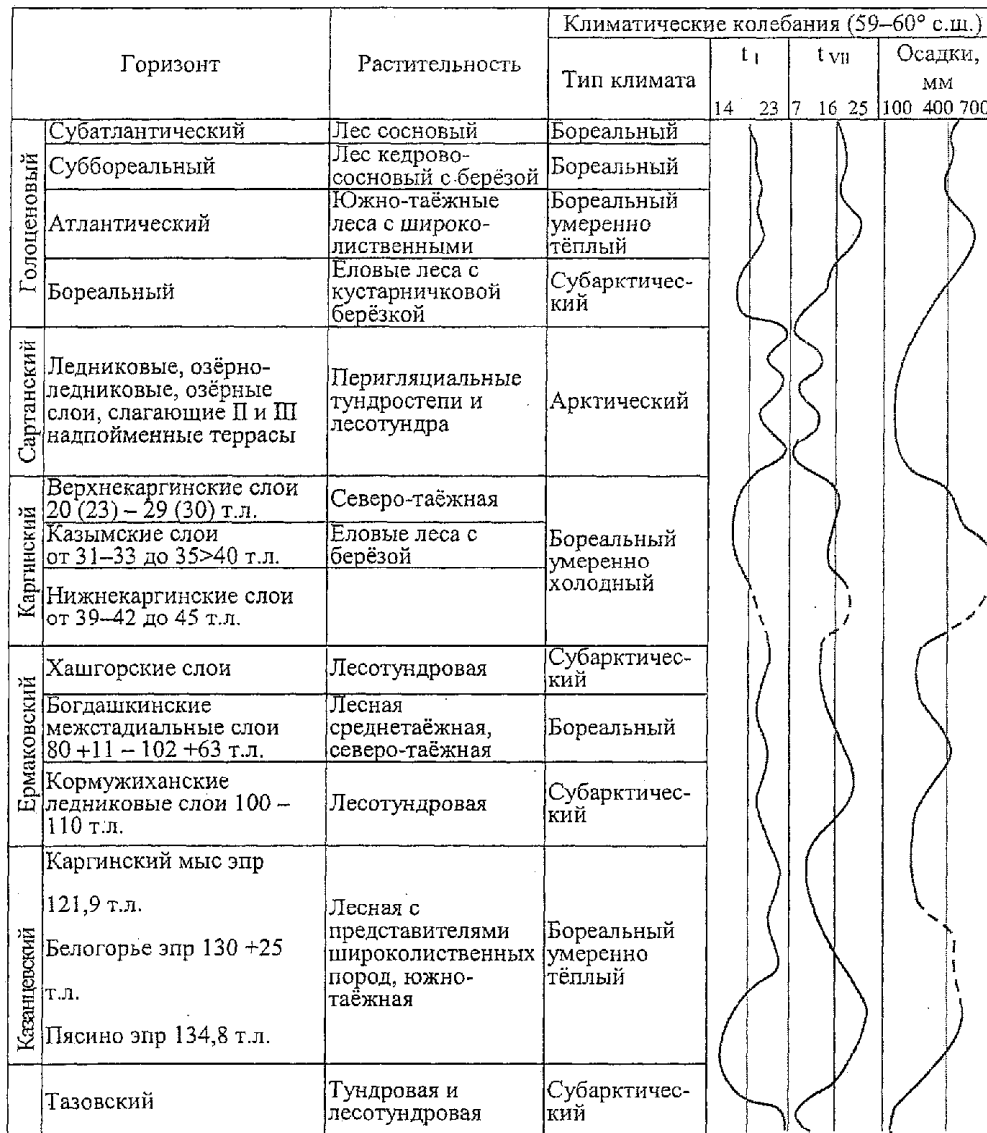 Горизонт
Растительность
Климатические колебания (59–60° с.ш.)
Тип климата
t I
t VII
Осадки,
мм
14 23 7 16 25 100 400 700
Голоценовый
Субатлантический
Лес сосновый
Бореальный
Суббореальный
Лес кедрово-
сосновый с берёзой
Бореальный
Атлантический
Южно-таёжные
леса с широко-
лиственными
Бореальный
умеренно
тёплый
Бореальный
Еловые леса с
кустарничковой
берёзкой
Субарктичес-
кий
Сартанский
Ледниковые, озёрно-
ледниковые, озёрные
слои, слагающие II и III
надпойменные террасы
Перигляциальные
тундростепи и
лесотундра
Арктический
Каргинский
Верхнекаргинские слои
20 (23) – 29 (30) т.л.
Северо-таёжная
Казымские слои
от 31–33 до 35>40 т.л.
Еловые леса с
берёзой
Нижнекаргинские слои
от 39–42 до 45 т.л.
Бореальный
умеренно
холодный
Ермаковский
Хашгорские слои
Лесотундровая
Субарктичес-
кий
Богдашкинские
межстадиальные слои
80 +11 – 102 +63 т.л.
Лесная
среднетаёжная,
северо-таёжная
Бореальный
Кормужиханские
ледниковые слои 100 –
110 т.л.
Лесотундровая
Субарктичес-
кий
Казанцевский
Каргинский мыс эпр
121,9 т.л.
Белогорье эпр 130 +25
т.л.
Пясино эпр 134,8 т.л.
Лесная с
представителями
широколиственных
пород, южно-
таёжная
Бореальный
умеренно
тёплый
Тазовский
Тундровая и
лесотундровая
Субарктичес-
кий